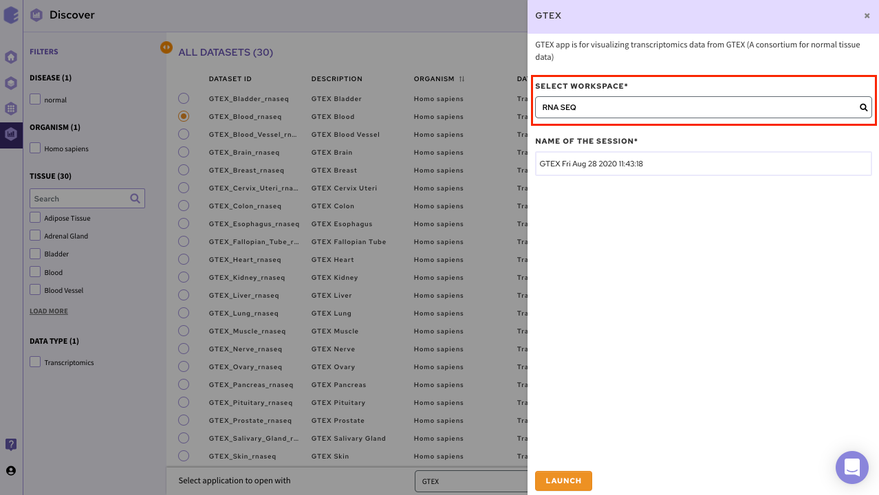 Discover
FILTERS
DISEASE (1)
normal
ORGANISM (1)
Homo sapiens
TISSUE (30)
Search
Adipose Tissue
Adrenal Gland
Bladder
Blood
Blood Vessel
LOAD MORE
DATA TYPE (1)
Transcriptomics
?
ALL DATASETS (30)
DATASET ID DESCRIPTION ORGANISM DA
GTEX_Bladder_rnaseq GTEX Bladder Homo sapiens Tra
GTEX_Blood_rnaseq GTEX Blood Homo sapiens Tra
GTEX_Blood_Vessel_rn... GTEX Blood Vessel Homo sapiens Tra
GTEX_Brain_rnaseq GTEX Brain Homo sapiens Tra
GTEX_Breast_rnaseq GTEX Breast Homo sapiens Tra
GTEX_Cervix_Uteri_rna... GTEX Cervix Uteri Homo sapiens Tra
GTEX_Colon_rnaseq GTEX Colon Homo sapiens Tra
GTEX_Esophagus_rnaseq GTEX Esophagus Homo sapiens Tra
GTEX_Fallopian_Tube_r... GTEX Fallopian Tube Homo sapiens Tra
GTEX_Heart_rnaseq GTEX Heart Homo sapiens Tra
GTEX_Kidney_rnaseq GTEX Kidney Homo sapiens Tra
GTEX_Liver_rnaseq GTEX Liver Homo sapiens Tra
GTEX_Lung_rnaseq GTEX Lung Homo sapiens Tra
GTEX_Muscle_rnaseq GTEX Muscle Homo sapiens Tra
GTEX_Nerve_rnaseq GTEX Nerve Homo sapiens Tra
GTEX_Ovary_rnaseq GTEX Ovary Homo sapiens Tra
GTEX_Pancreas_rnaseq GTEX Pancreas Homo sapiens Tra
GTEX_Pituitary_rnaseq GTEX Pituitary Homo sapiens Tra
GTEX_Prostate_rnaseq GTEX Prostate Homo sapiens Tra
GTEX_Salivary_Gland_r... GTEX Salivary Gland Homo sapiens Tra
GTEX_Skin_rnaseq GTEX Skin Homo sapiens Tra
Select application to open with GTEX
GTEX
GTEX app is for visualizing transcriptomics data from GTEX (A consortium for normal tissue
data)
SELECT WORKSPACE*
RNA SEQ
NAME OF THE SESSION*
GTEX Fri Aug 28 2020 11:43:18
LAUNCH